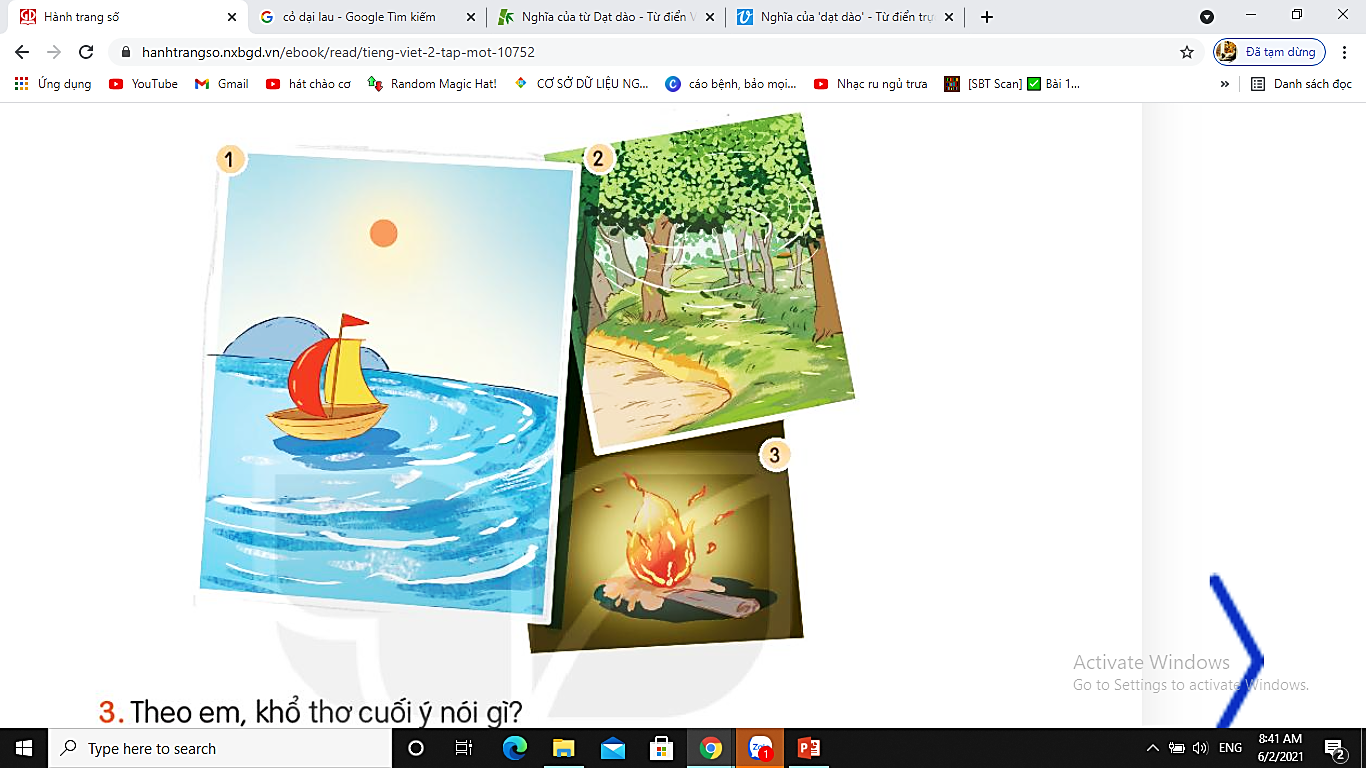 Hành trang số
cỏ dại lau - Google Tìm kiếm
Nghĩa của từ Dạt dào - Từ điển V
Nghĩa của 'dạt dào' - Từ điển trự
hanhtrangso.nxbgd.vn/ebook/read/tieng-viet-2-tap-mot-10752
Đã tạm dừng
Ứng dụng
YouTube
Gmail
hát chào cơ
Random Magic Hat!
CƠ SỞ DỮ LIỆU NG...
cáo bệnh, bảo mọi...
Nhạc ru ngủ trưa
[SBT Scan] ✅ Bài 1...
»
Danh sách đọc
1
2
3
3. Theo em, khổ thơ cuối ý nói gì?
Activate Windows
Go to Settings to activate Windows.
Type here to search
1
ENG
8:41 AM
6/2/2021
2